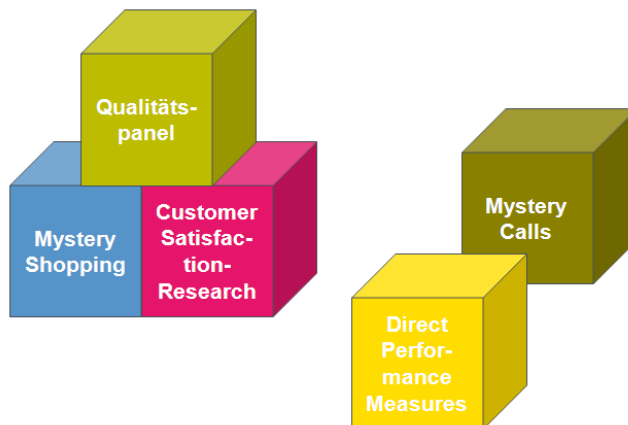 Qualitäts-
panel
Mystery
Shopping
Customer
Satisfac-
tion-
Research
Mystery
Calls
Direct
Perfor-
mance
Measures